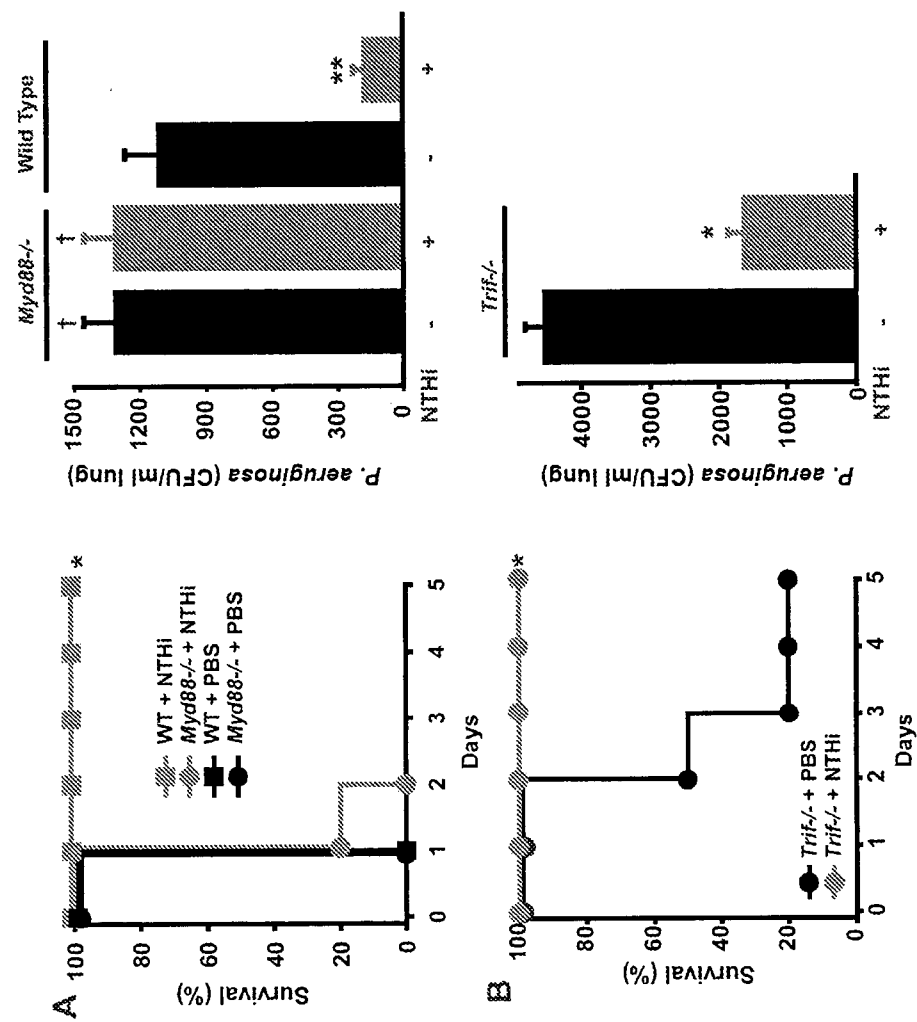 A
Survival (%)
100
80
60
40
20
0
0 1 2 3 4 5
Days
*
WT + NTHi
Myd88-/- + NTHi
WT + PBS
Myd88-/- + PBS
P. aeruginosa (CFU/ml lung)
1500
1200
900
600
300
0
Myd88-/- Wild Type
† † **
NTHi - + - +
B
Survival (%)
100
80
60
40
20
0
0 1 2 3 4 5
Days
*
Trif-/- + PBS
Trif-/- + NTHi
P. aeruginosa (CFU/ml lung)
4000
3000
2000
1000
0
Trif-/-
*
NTHi - +